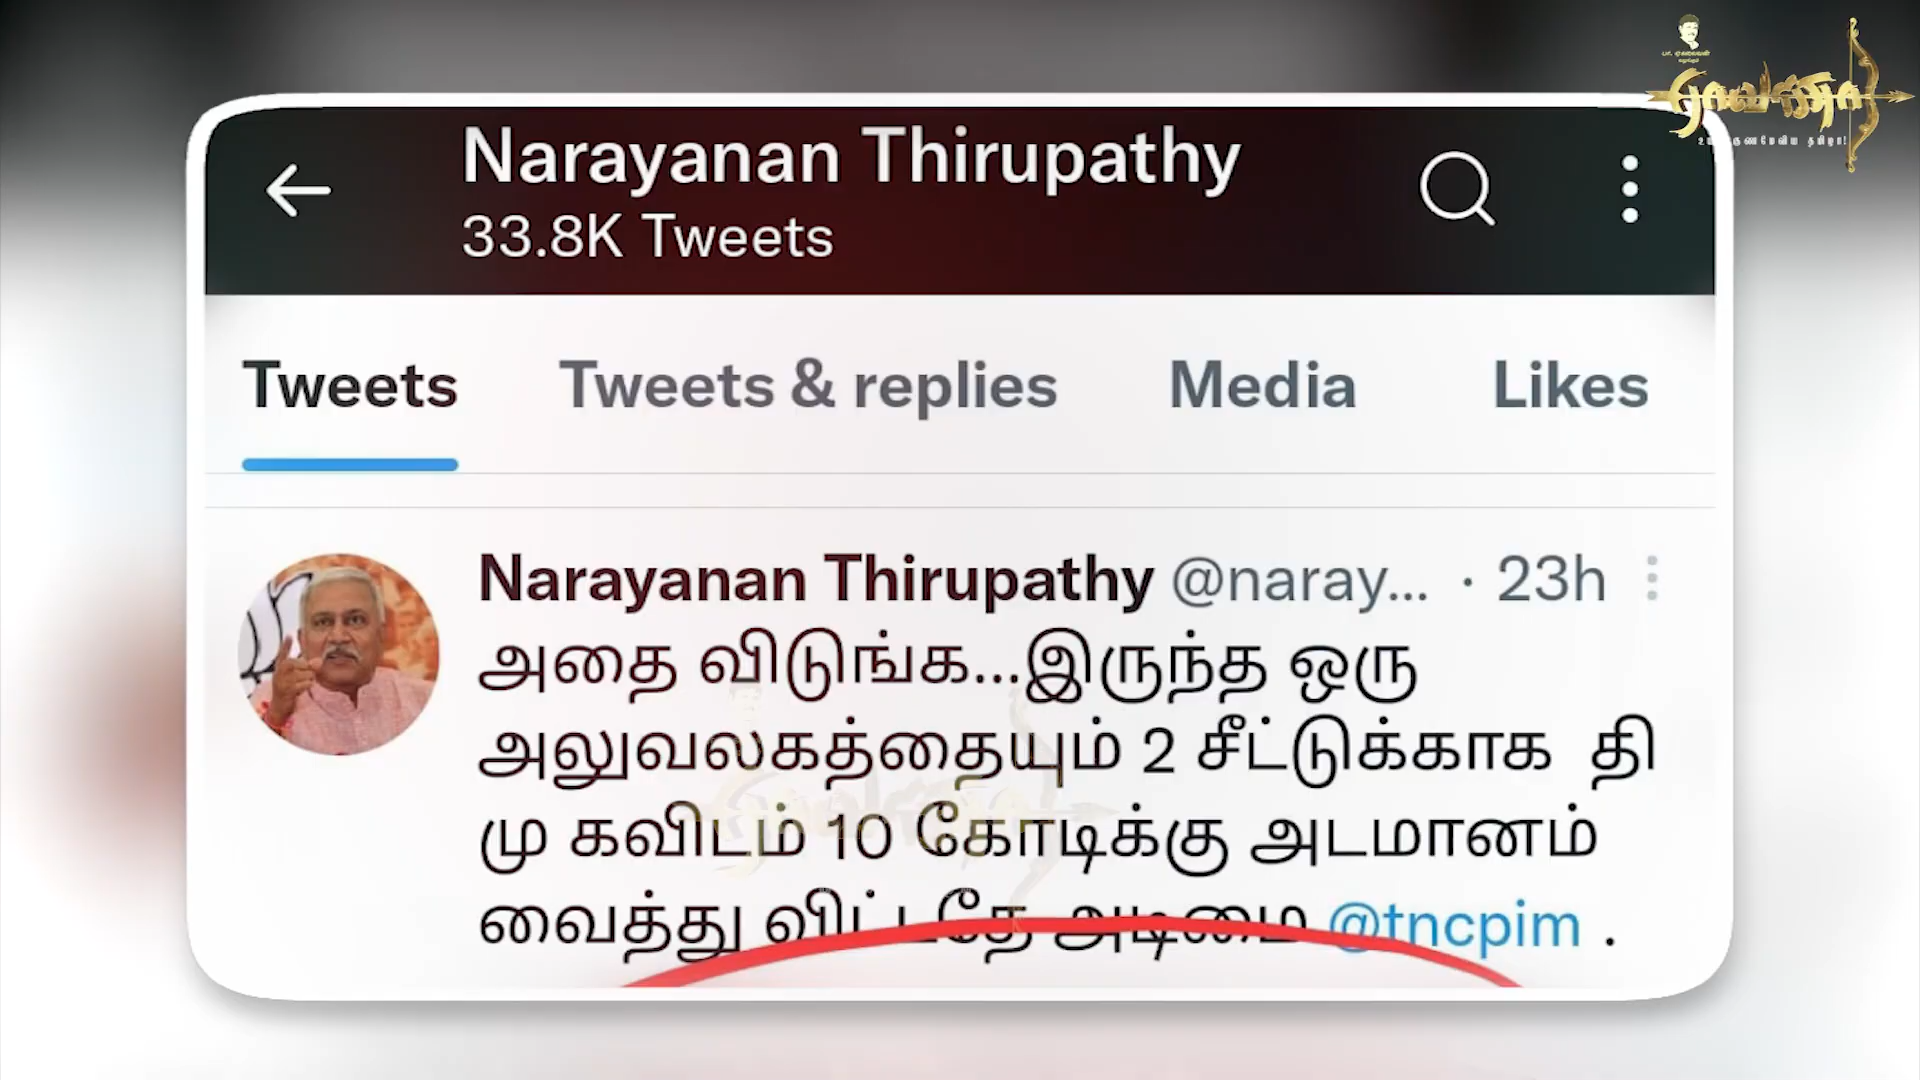 ராவணா
Narayanan Thirupathy
33.8K Tweets
Tweets Tweets & replies Media Likes
Narayanan Thirupathy @naray... · 23h
அதை விடுங்க...இருந்த ஒரு
அலுவலகத்தையும் 2 சீட்டுக்காக தி
மு கவிடம் 10 கோடிக்கு அடமானம்
வைத்து விட்டதே அடிமை @tncpim .